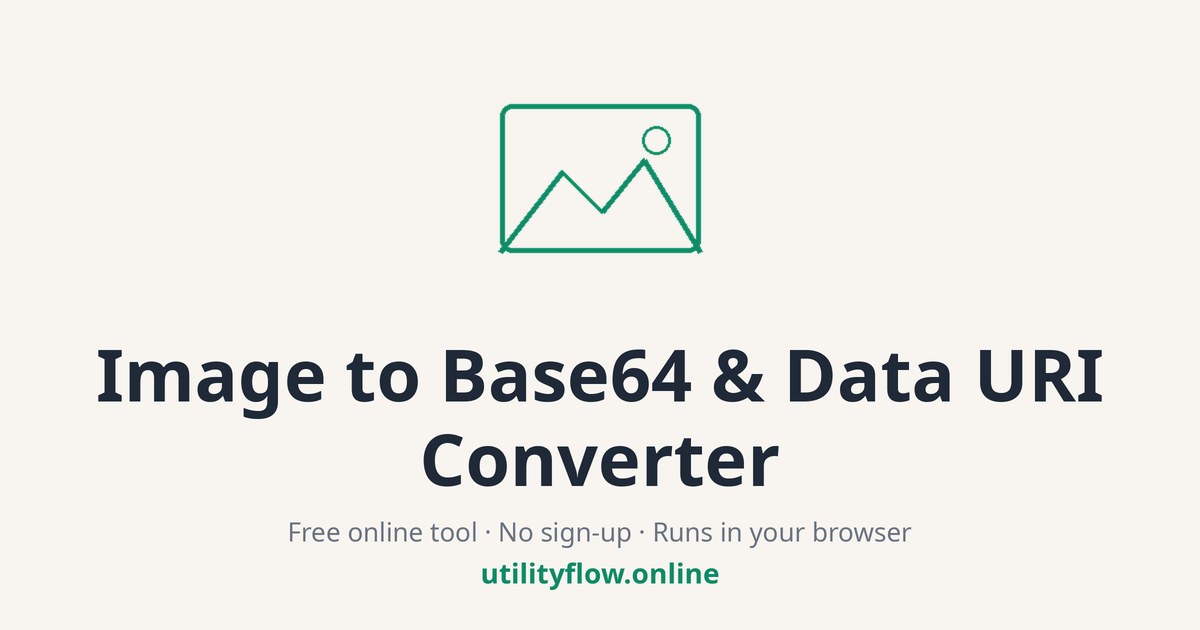 Image to Base64 & Data URI
Converter
Free online tool · No sign-up · Runs in your browser
utilityflow.online